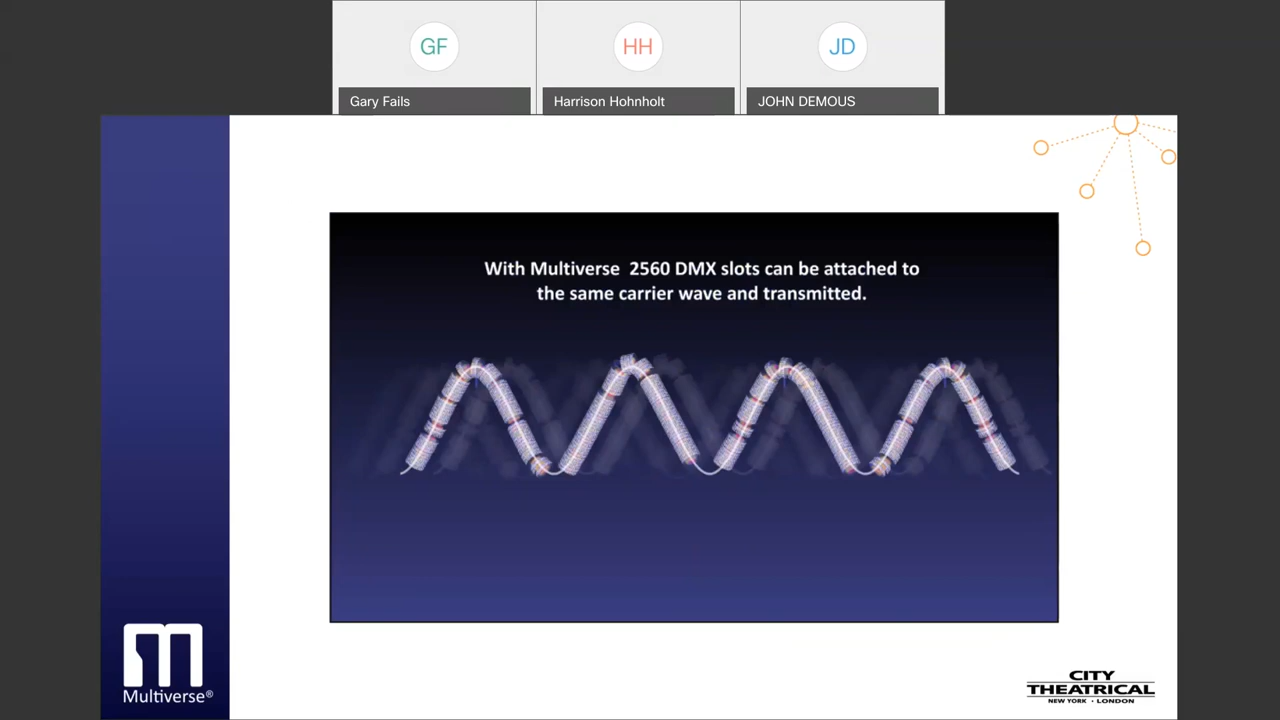 GF
HH
JD
Gary Fails
Harrison Hohnholt
JOHN DEMOUS
With Multiverse 2560 DMX slots can be attached to
the same carrier wave and transmitted.
Multiverse®
CITY
THEATRICAL
NEW YORK • LONDON